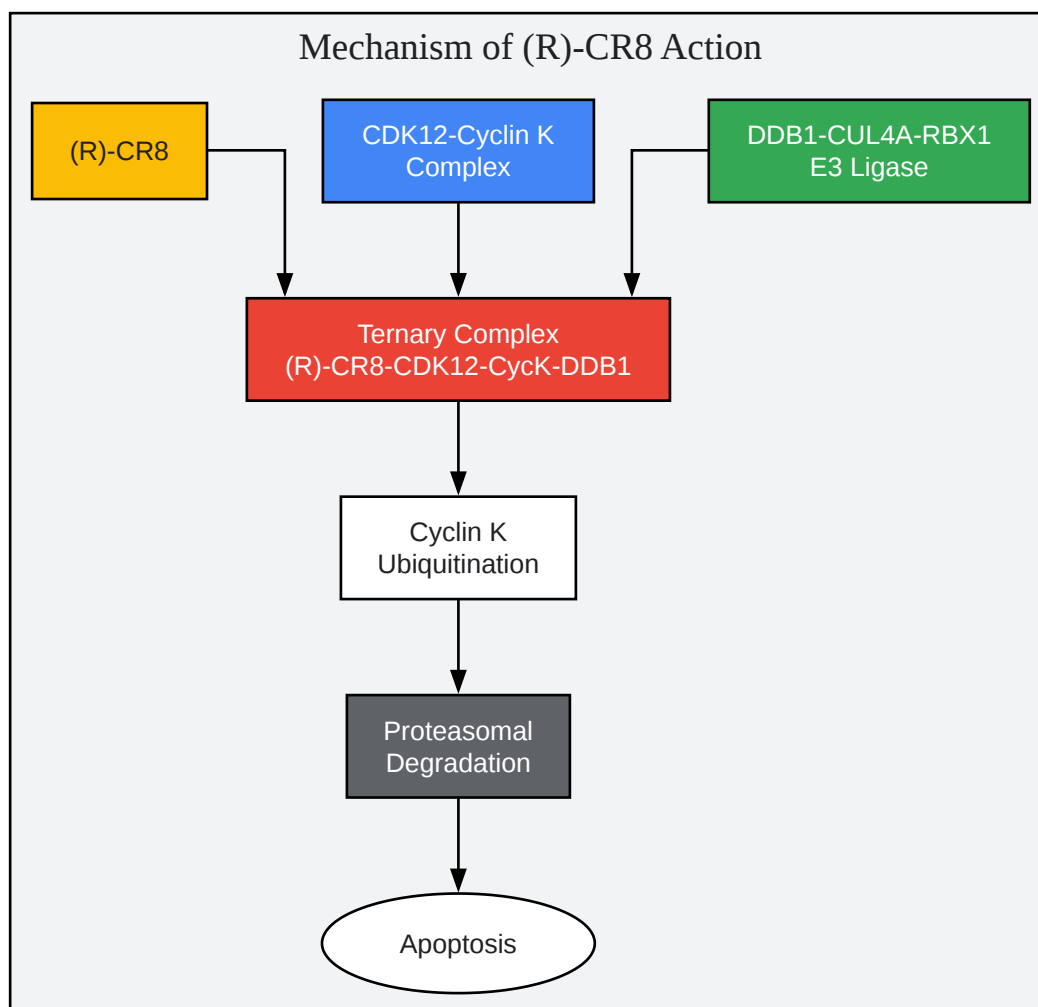 Mechanism of (R)-CR8 Action
(R)-CR8
CDK12-Cyclin K
Complex
DDB1-CUL4A-RBX1
E3 Ligase
Ternary Complex
(R)-CR8-CDK12-CycK-DDB1
Cyclin K
Ubiquitination
Proteasomal
Degradation
Apoptosis